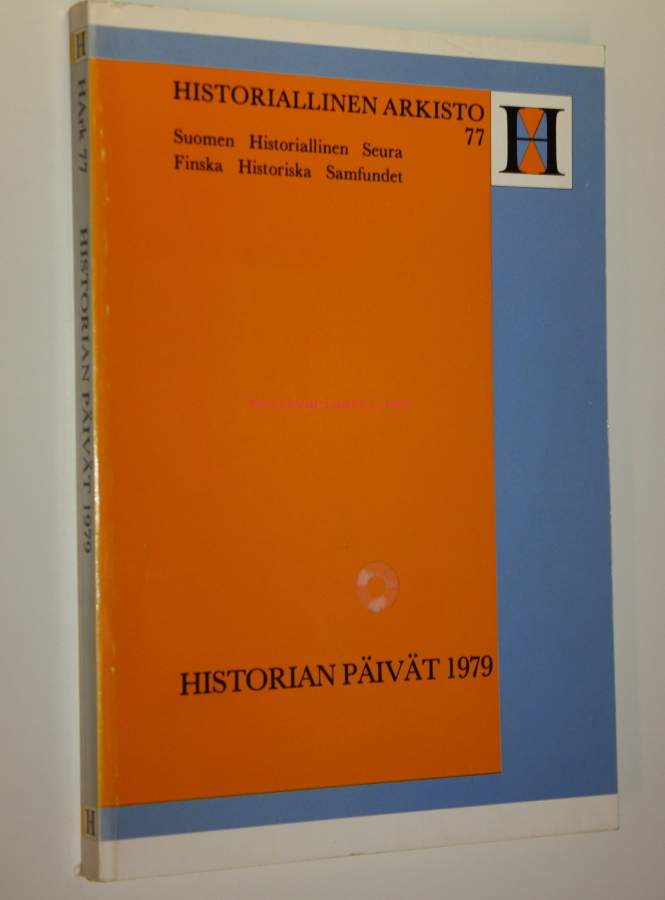 HISTORIALLINEN ARKISTO
77
Suomen Historiallinen Seura
Finska Historiska Samfundet
H
HISTORIAN PÄIVÄT 1979
H
HArk 77
HISTORIAN PÄIVÄT 1979
H